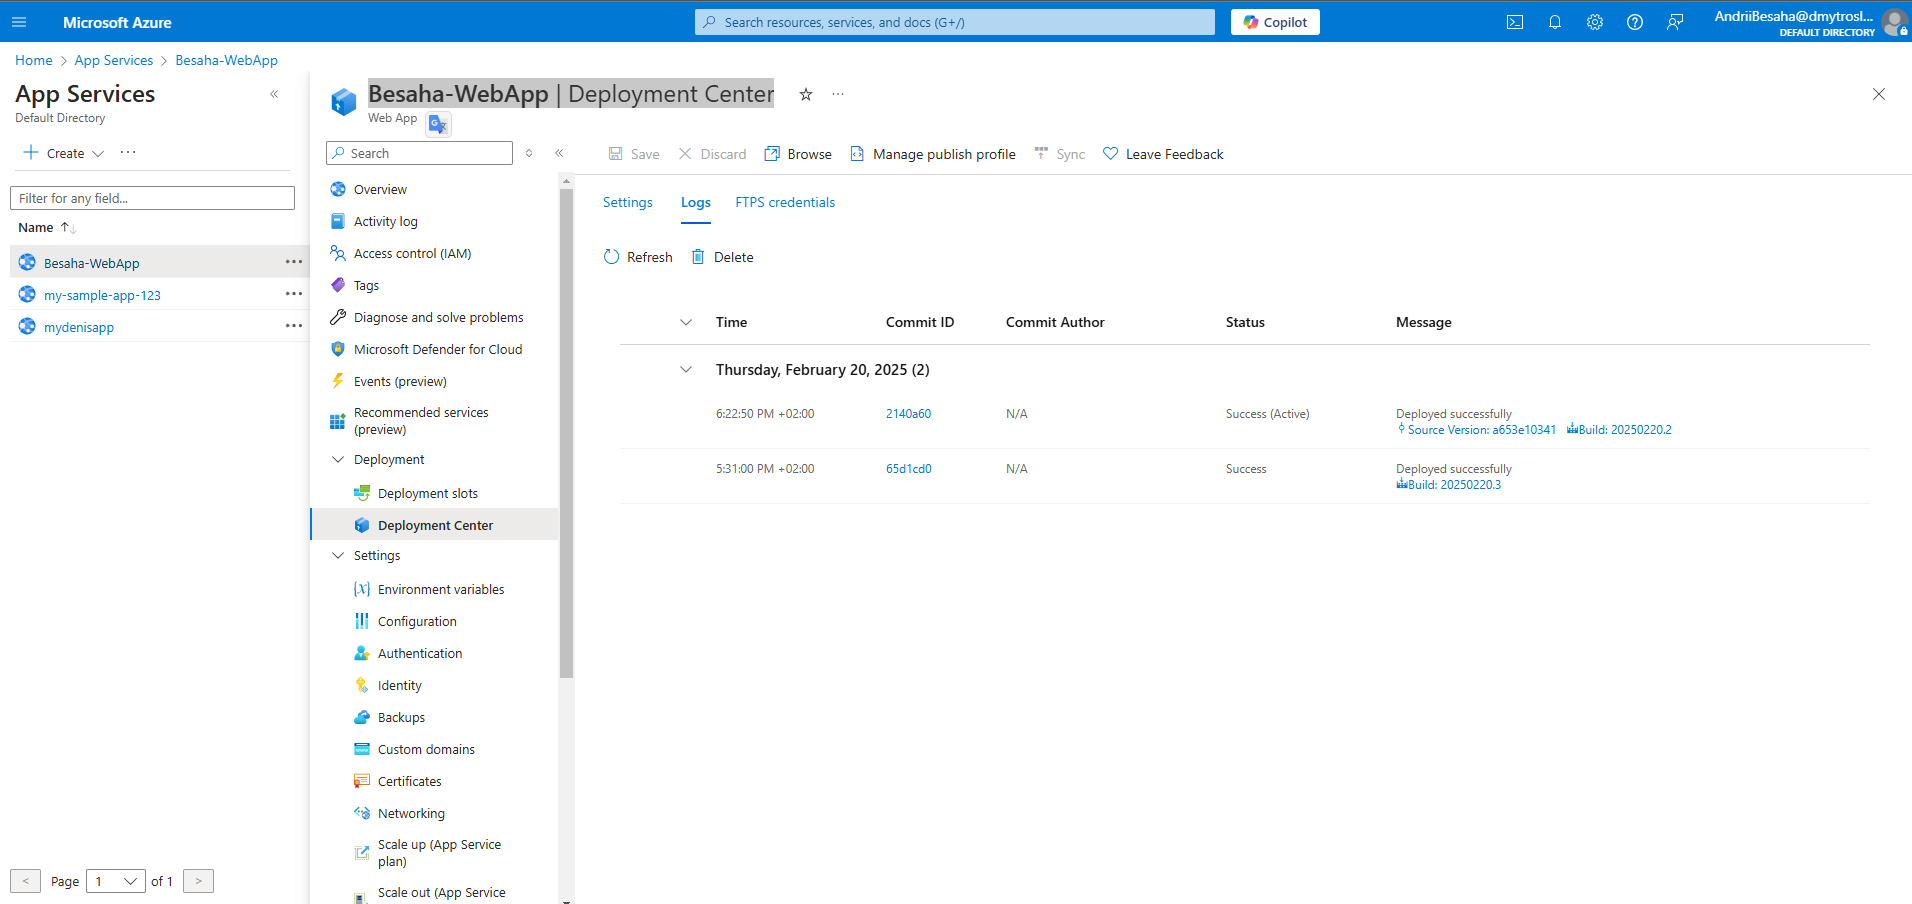 Microsoft Azure
Search resources, services, and docs (G+/)
Copilot
AndriiBesaha@dmytrosl...
DEFAULT DIRECTORY
Home > App Services > Besaha-WebApp
App Services
Default Directory
Create
Filter for any field...
Name
Besaha-WebApp
my-sample-app-123
mydenisapp
Page 1 of 1
Besaha-WebApp | Deployment Center
Web App
Search
Overview
Activity log
Access control (IAM)
Tags
Diagnose and solve problems
Microsoft Defender for Cloud
Events (preview)
Recommended services
(preview)
Deployment
Deployment slots
Deployment Center
Settings
Environment variables
Configuration
Authentication
Identity
Backups
Custom domains
Certificates
Networking
Scale up (App Service
plan)
Scale out (App Service
Save Discard Browse Manage publish profile Sync Leave Feedback
Settings Logs FTPS credentials
Refresh Delete
Time Commit ID Commit Author Status Message
Thursday, February 20, 2025 (2)
6:22:50 PM +02:00 2140a60 N/A Success (Active) Deployed successfully
Source Version: a653e10341 Build: 20250220.2
5:31:00 PM +02:00 65d1cd0 N/A Success Deployed successfully
Build: 20250220.3